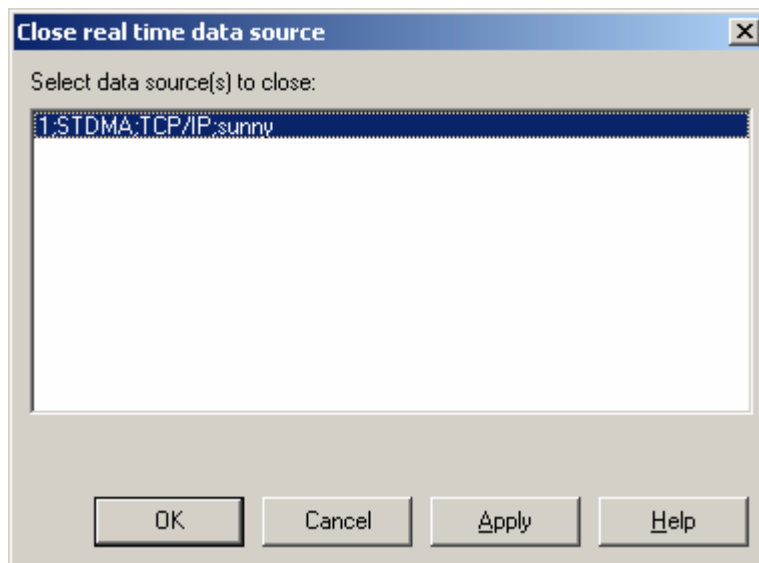 Close real time data source
Select data source(s) to close:
1;STDMA;TCP/IP;sunny
OK Cancel Apply Help